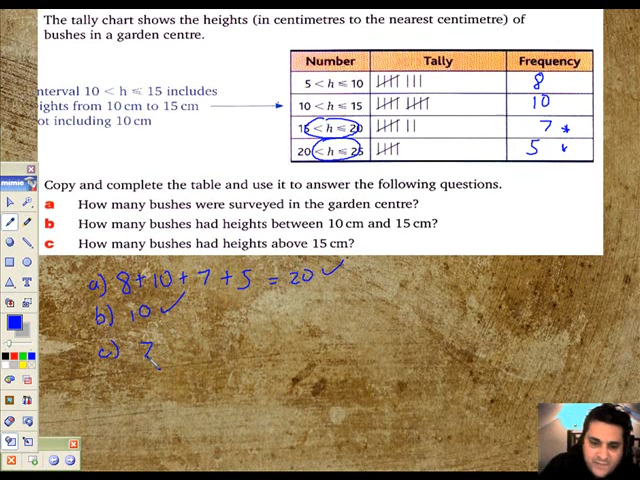 The tally chart shows the heights (in centimetres to the nearest centimetre) of
bushes in a garden centre.
Number Tally Frequency
5 < h ≤ 10 8
nterval 10 < h ≤ 15 includes
10 < h ≤ 15 10
ghts from 10 cm to 15 cm
15 < h ≤ 20 7
ot including 10 cm
20 < h ≤ 25 5
mimio
Copy and complete the table and use it to answer the following questions.
a How many bushes were surveyed in the garden centre?
b How many bushes had heights between 10 cm and 15 cm?
c How many bushes had heights above 15 cm?
a) 8 + 10 + 7 + 5 = 20 ✓
b) 10 ✓
c) 7